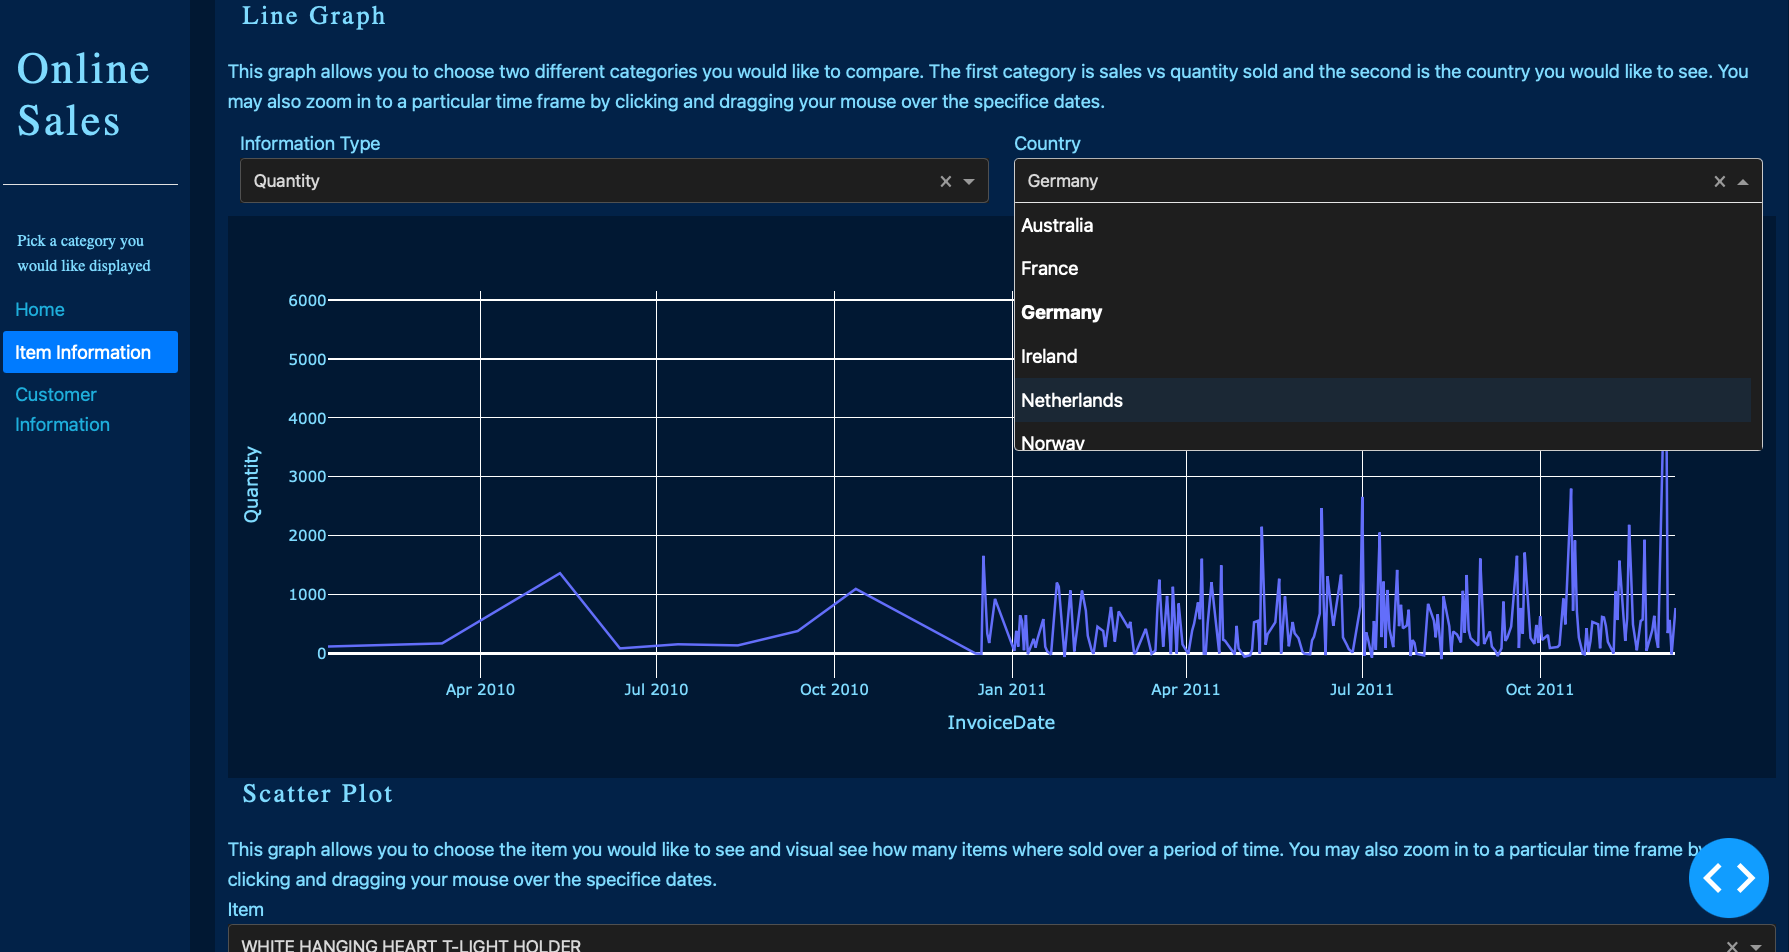 Online
Sales
Pick a category you
would like displayed
Home
Item Information
Customer
Information
Line Graph
This graph allows you to choose two different categories you would like to compare. The first category is sales vs quantity sold and the second is the country you would like to see. You
may also zoom in to a particular time frame by clicking and dragging your mouse over the specifice dates.
Information Type
Quantity
Country
Germany
Australia
France
Germany
Ireland
Netherlands
Norway
6000
5000
4000
3000
2000
1000
0
Quantity
Apr 2010
Jul 2010
Oct 2010
Jan 2011
Apr 2011
Jul 2011
Oct 2011
InvoiceDate
Scatter Plot
This graph allows you to choose the item you would like to see and visual see how many items where sold over a period of time. You may also zoom in to a particular time frame by
clicking and dragging your mouse over the specifice dates.
Item
WHITE HANGING HEART T-LIGHT HOLDER